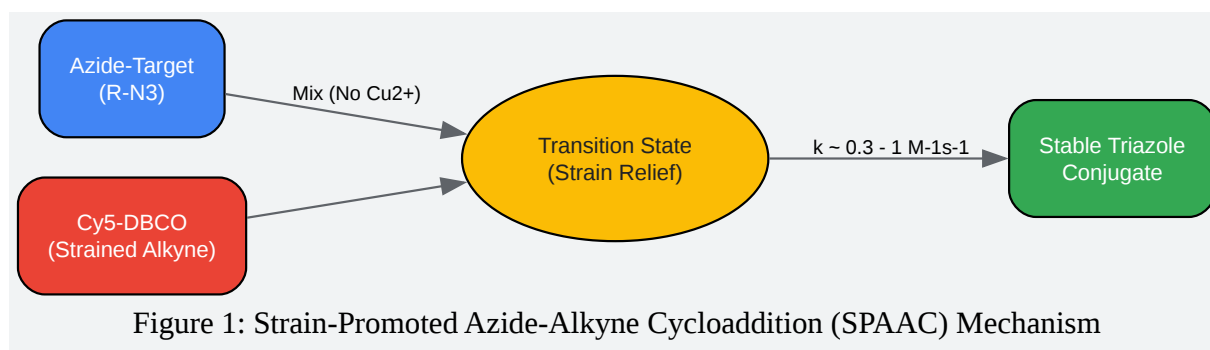 Azide-Target
(R-N3)
Mix (No Cu2+)
Cy5-DBCO
(Strained Alkyne)
Transition State
(Strain Relief)
k ~ 0.3 - 1 M-1s-1
Stable Triazole
Conjugate
Figure 1: Strain-Promoted Azide-Alkyne Cycloaddition (SPAAC) Mechanism